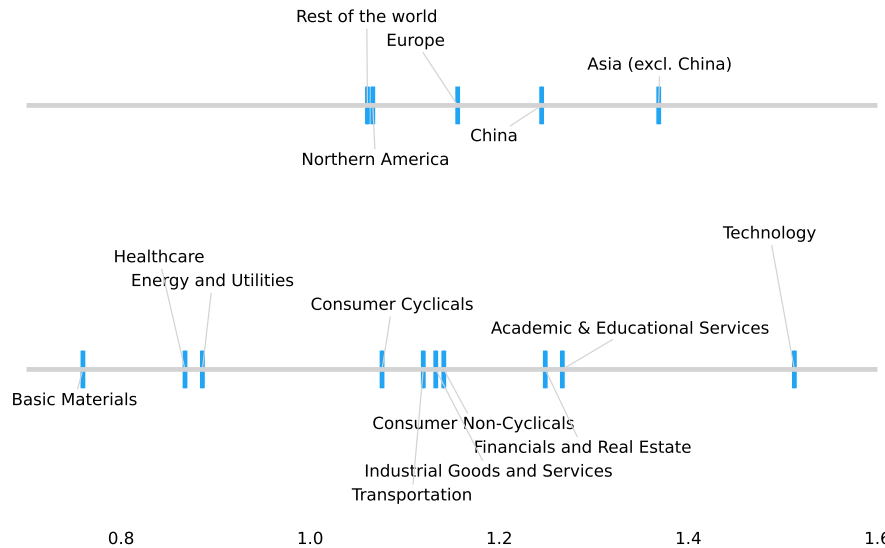 Rest of the world
Europe
Asia (excl. China)
China
Northern America
Technology
Healthcare
Energy and Utilities
Consumer Cyclicals
Academic & Educational Services
Basic Materials
Consumer Non-Cyclicals
Financials and Real Estate
Industrial Goods and Services
Transportation
0.8 1.0 1.2 1.4 1.6